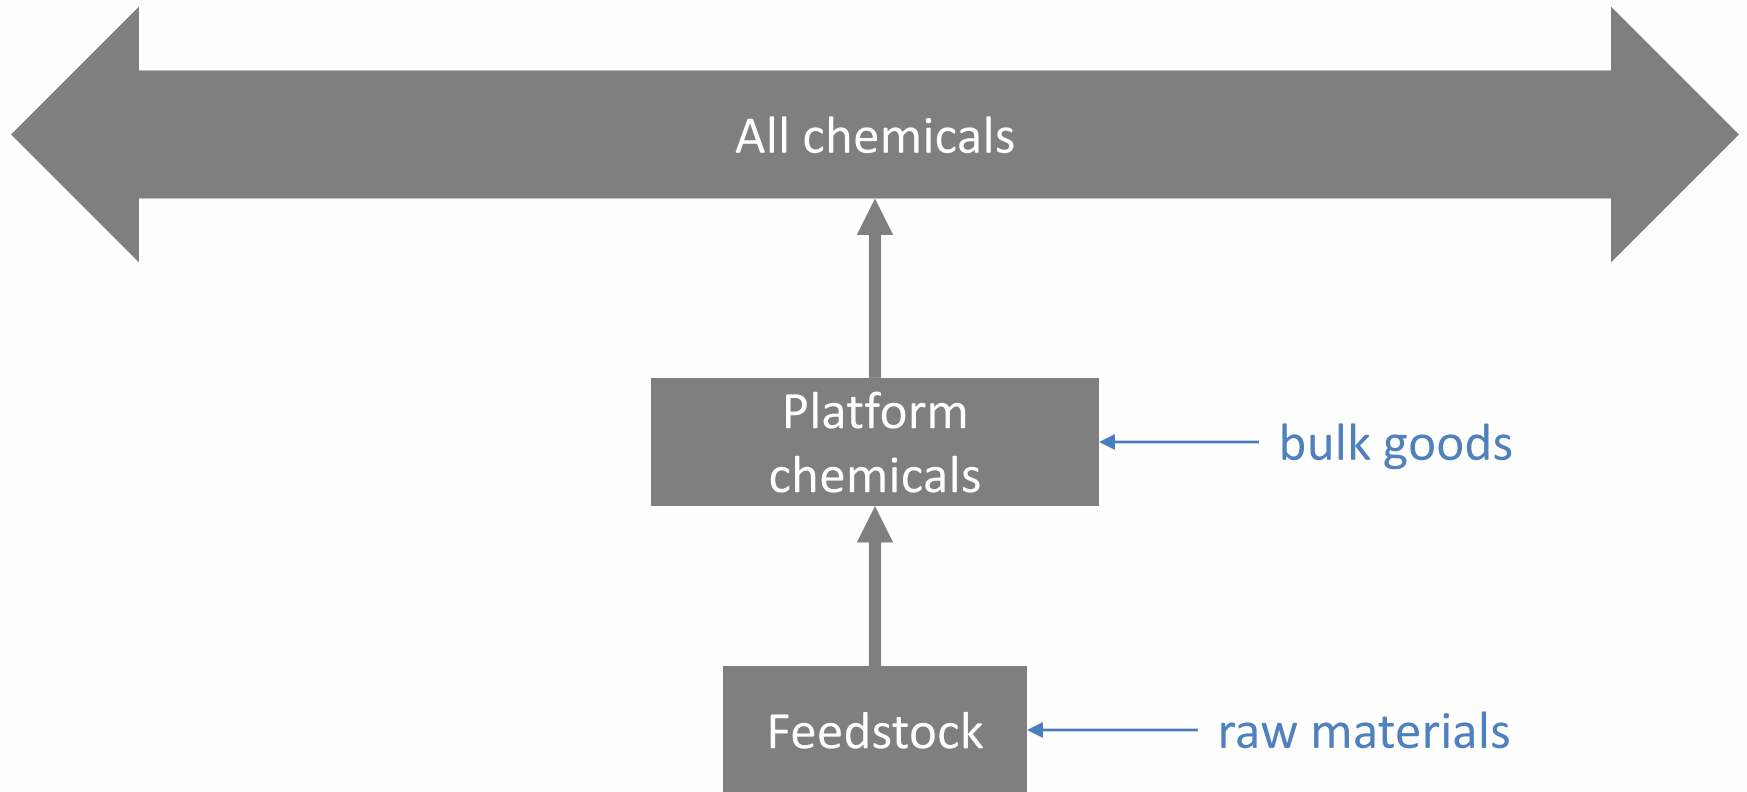 All chemicals
Platform
chemicals
bulk goods
Feedstock
raw materials